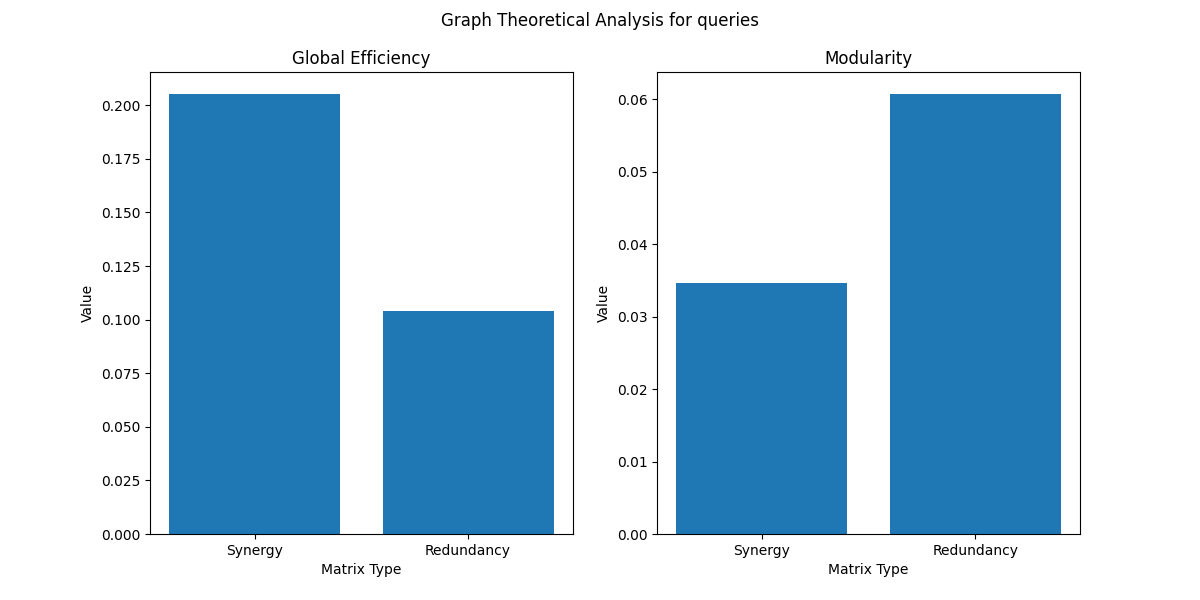 Graph Theoretical Analysis for queries
Global Efficiency
0.200
0.175
0.150
0.125
0.100
0.075
0.050
0.025
0.000
Value
Synergy Redundancy
Matrix Type
Modularity
0.06
0.05
0.04
0.03
0.02
0.01
0.00
Value
Synergy Redundancy
Matrix Type